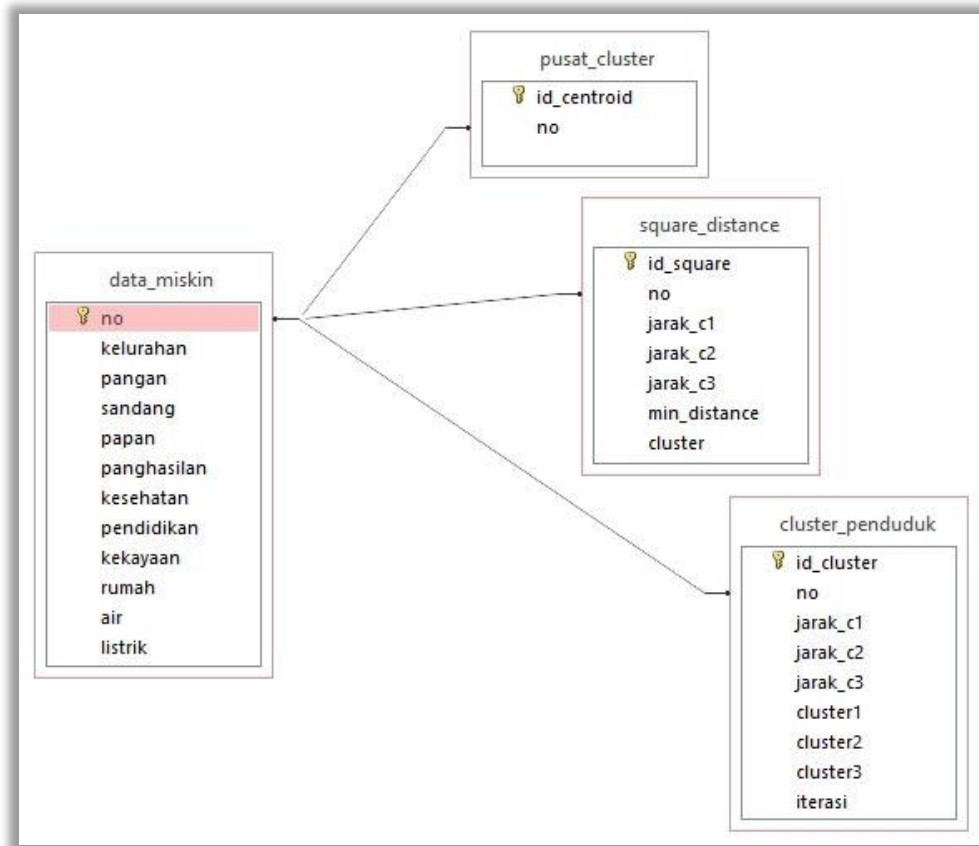 pusat_cluster
id_centroid
no
square_distance
id_square
no
jarak_c1
jarak_c2
jarak_c3
min_distance
cluster
data_miskin
no
kelurahan
pangan
sandang
papan
panghasilan
kesehatan
pendidikan
kekayaan
rumah
air
listrik
cluster_penduduk
id_cluster
no
jarak_c1
jarak_c2
jarak_c3
cluster1
cluster2
cluster3
iterasi